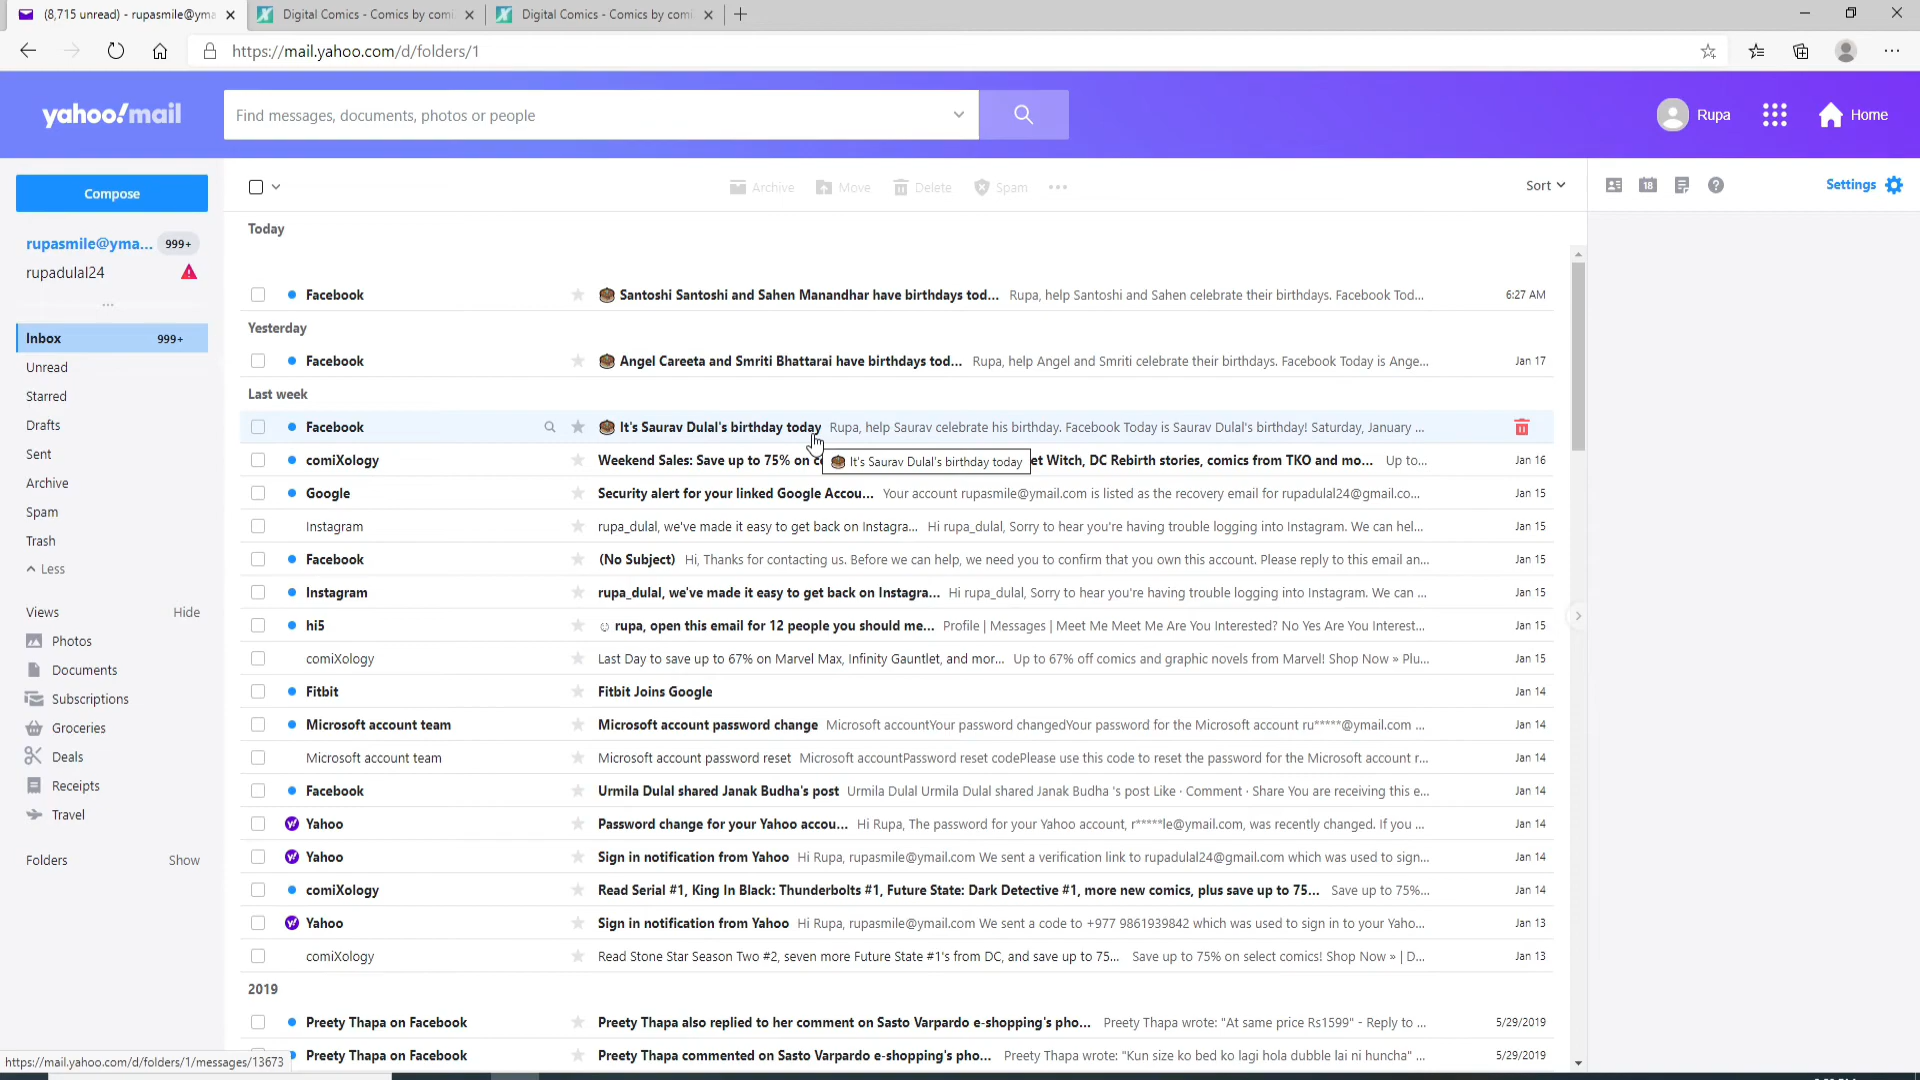 (8,715 unread) - rupasmile@yma
Digital Comics - Comics by comi
Digital Comics - Comics by comi
https://mail.yahoo.com/d/folders/1
yahoo!mail
Find messages, documents, photos or people
Rupa
Home
Compose
Archive
Move
Delete
Spam
Sort
18
Settings
rupasmile@yma... 999+
rupadulal24
Inbox 999+
Unread
Starred
Drafts
Sent
Archive
Spam
Trash
Less
Views Hide
Photos
Documents
Subscriptions
Groceries
Deals
Receipts
Travel
Folders Show
Today
Facebook Santoshi Santoshi and Sahen Manandhar have birthdays tod... Rupa, help Santoshi and Sahen celebrate their birthdays. Facebook Tod... 6:27 AM
Yesterday
Facebook Angel Careeta and Smriti Bhattarai have birthdays tod... Rupa, help Angel and Smriti celebrate their birthdays. Facebook Today is Ange... Jan 17
Last week
Facebook It's Saurav Dulal's birthday today Rupa, help Saurav celebrate his birthday. Facebook Today is Saurav Dulal's birthday! Saturday, January ...
It's Saurav Dulal's birthday today
comiXology Weekend Sales: Save up to 75% on et Witch, DC Rebirth stories, comics from TKO and mo... Up to... Jan 16
Google Security alert for your linked Google Accou... Your account rupasmile@ymail.com is listed as the recovery email for rupadulal24@gmail.co... Jan 15
Instagram rupa_dulal, we've made it easy to get back on Instagra... Hi rupa_dulal, Sorry to hear you're having trouble logging into Instagram. We can hel... Jan 15
Facebook (No Subject) Hi, Thanks for contacting us. Before we can help, we need you to confirm that you own this account. Please reply to this email an... Jan 15
Instagram rupa_dulal, we've made it easy to get back on Instagra... Hi rupa_dulal, Sorry to hear you're having trouble logging into Instagram. We can ... Jan 15
hi5 rupa, open this email for 12 people you should me... Profile | Messages | Meet Me Meet Me Are You Interested? No Yes Are You Interest... Jan 15
comiXology Last Day to save up to 67% on Marvel Max, Infinity Gauntlet, and mor... Up to 67% off comics and graphic novels from Marvel! Shop Now » Plu... Jan 15
Fitbit Fitbit Joins Google Jan 14
Microsoft account team Microsoft account password change Microsoft accountYour password changedYour password for the Microsoft account ru*****@ymail.com ... Jan 14
Microsoft account team Microsoft account password reset Microsoft accountPassword reset codePlease use this code to reset the password for the Microsoft account r... Jan 14
Facebook Urmila Dulal shared Janak Budha's post Urmila Dulal Urmila Dulal shared Janak Budha 's post Like · Comment · Share You are receiving this e... Jan 14
Yahoo Password change for your Yahoo accou... Hi Rupa, The password for your Yahoo account, r*****le@ymail.com, was recently changed. If you ... Jan 14
Yahoo Sign in notification from Yahoo Hi Rupa, rupasmile@ymail.com We sent a verification link to rupadulal24@gmail.com which was used to sign... Jan 14
comiXology Read Serial #1, King In Black: Thunderbolts #1, Future State: Dark Detective #1, more new comics, plus save up to 75... Save up to 75%... Jan 14
Yahoo Sign in notification from Yahoo Hi Rupa, rupasmile@ymail.com We sent a code to +977 9861939842 which was used to sign in to your Yaho... Jan 13
comiXology Read Stone Star Season Two #2, seven more Future State #1's from DC, and save up to 75... Save up to 75% on select comics! Shop Now » | D... Jan 13
2019
Preety Thapa on Facebook Preety Thapa also replied to her comment on Sasto Varpardo e-shopping's pho... Preety Thapa wrote: "At same price Rs1599" - Reply to ... 5/29/2019
Preety Thapa on Facebook Preety Thapa commented on Sasto Varpardo e-shopping's pho... Preety Thapa wrote: "Kun size ko bed ko lagi hola dubble lai ni huncha" ... 5/29/2019
https://mail.yahoo.com/d/folders/1/messages/13673